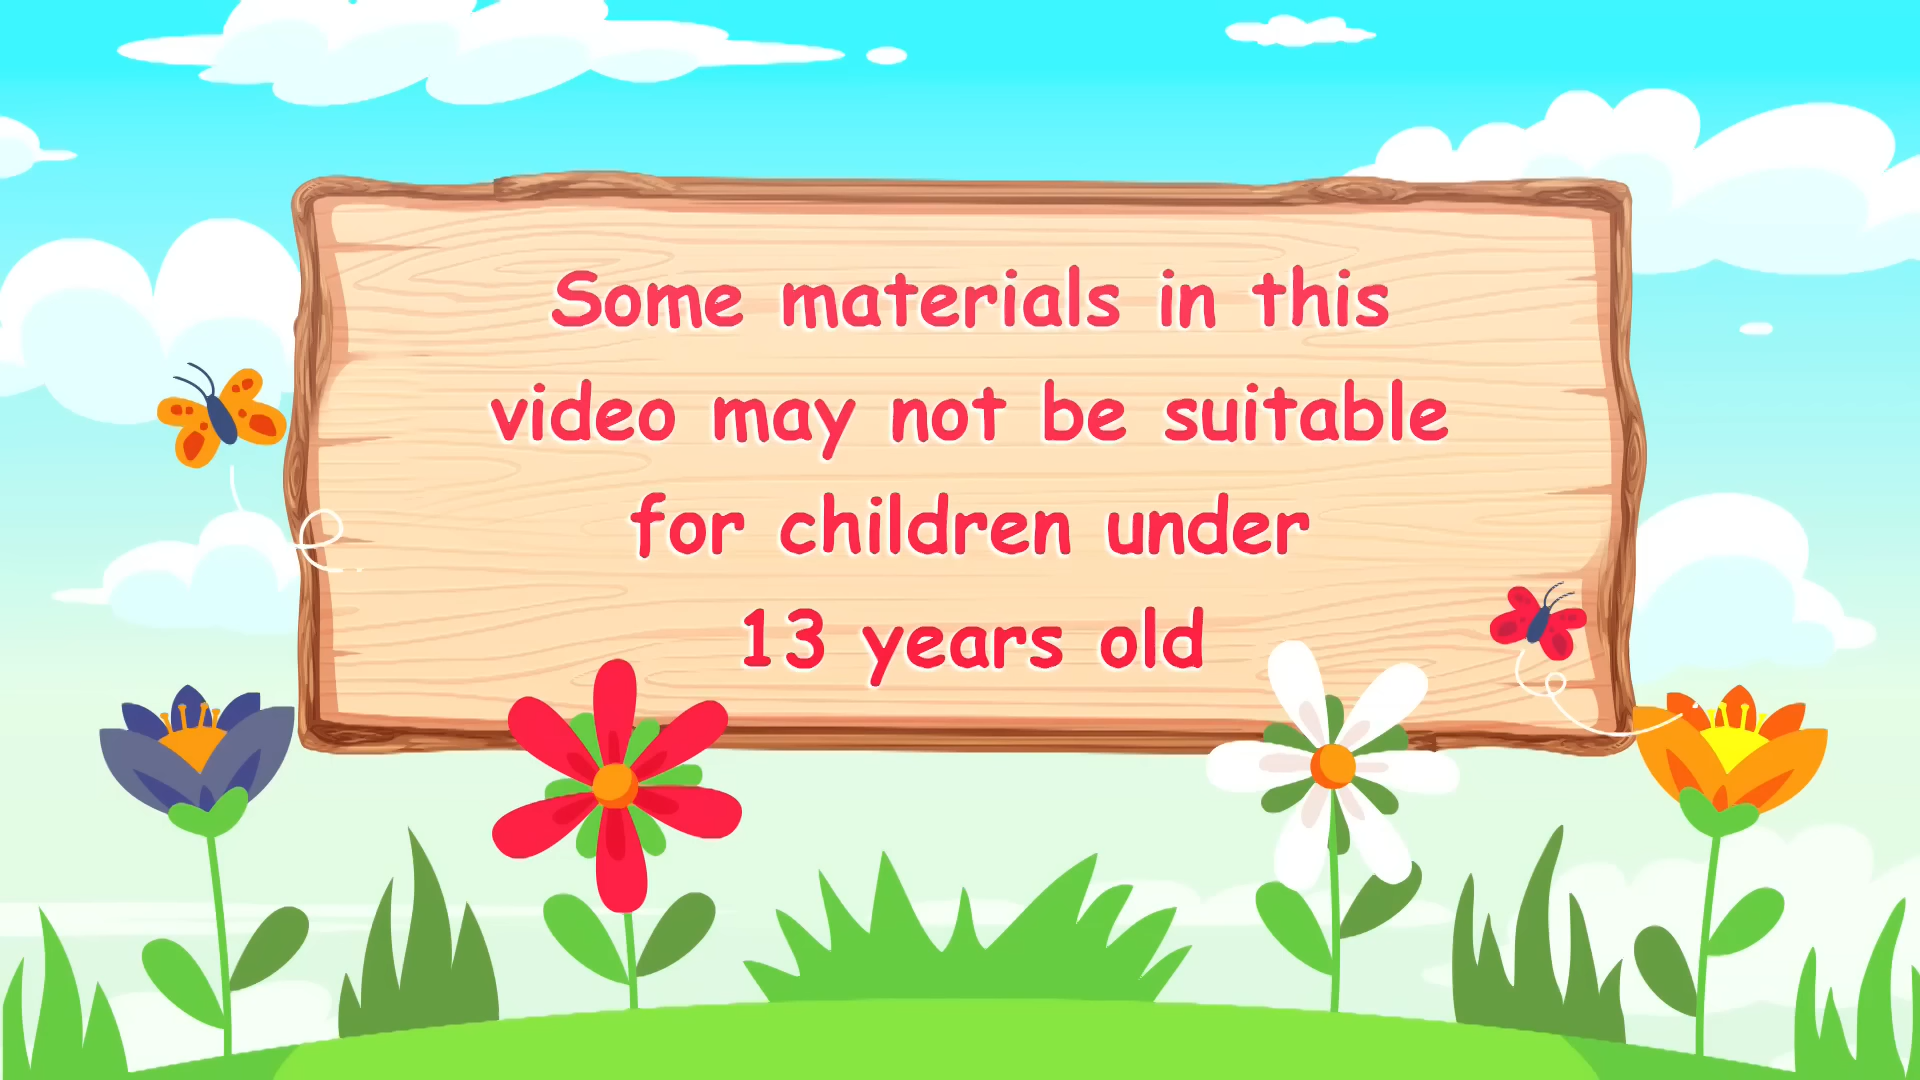 Some materials in this
video may not be suitable
for children under
13 years old